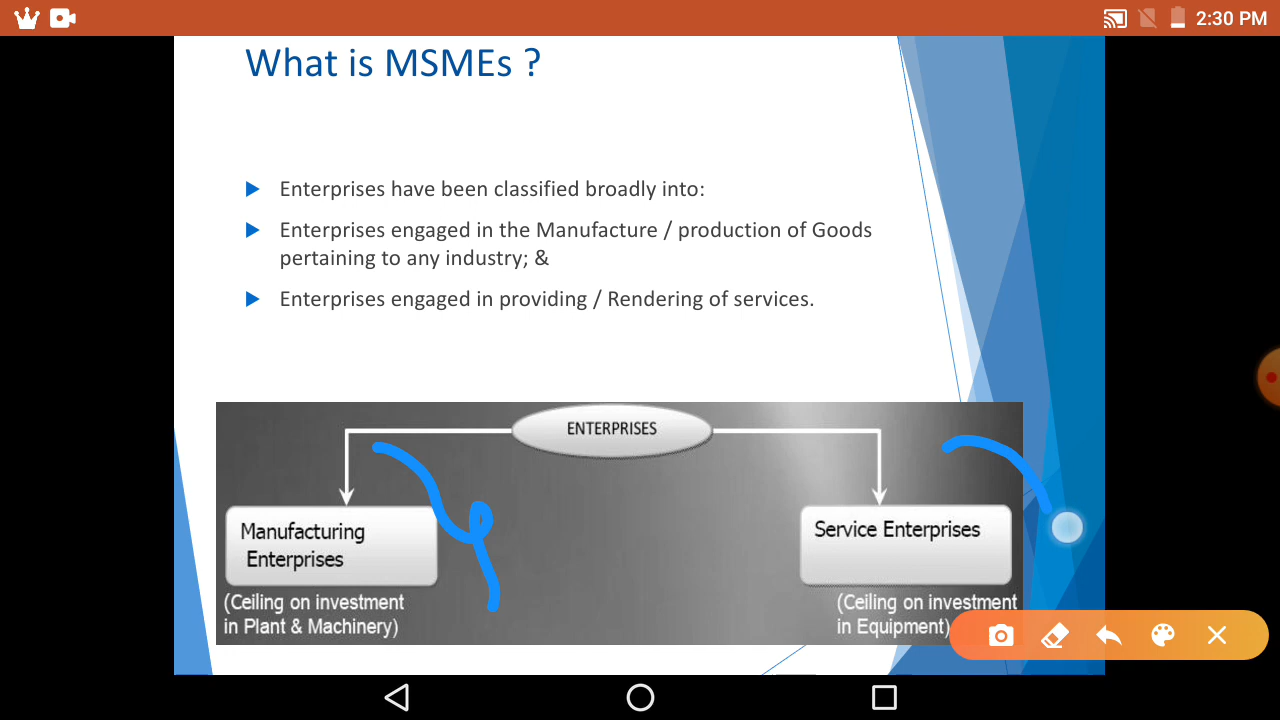 2:30 PM
What is MSMEs ?
Enterprises have been classified broadly into:
Enterprises engaged in the Manufacture / production of Goods
pertaining to any industry; &
Enterprises engaged in providing / Rendering of services.
ENTERPRISES
Manufacturing
Enterprises
(Ceiling on investment
in Plant & Machinery)
Service Enterprises
(Ceiling on investment
in Equipment)